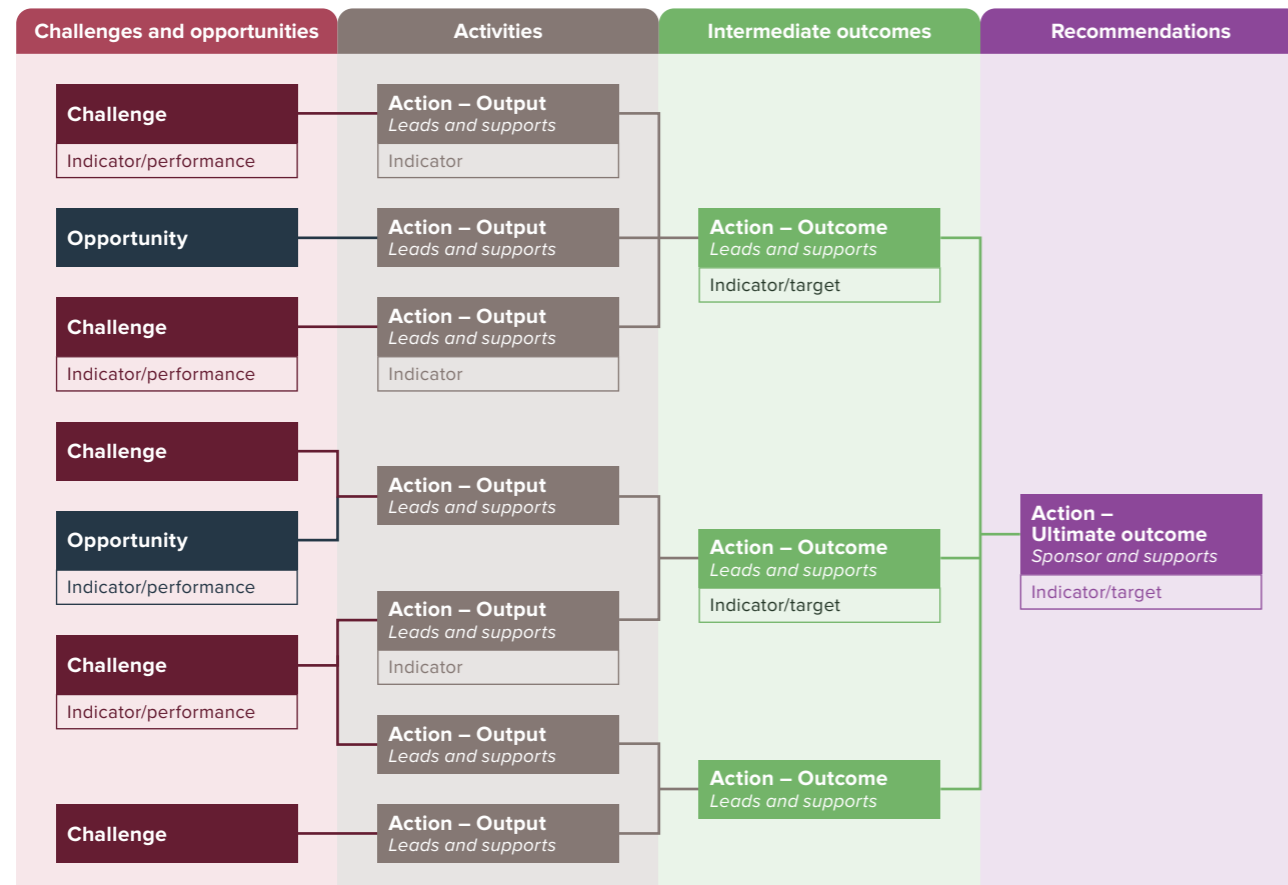 Challenges and opportunities
Challenge
Indicator/performance
Opportunity
Challenge
Indicator/performance
Challenge
Opportunity
Indicator/performance
Challenge
Indicator/performance
Challenge
Activities
Action – Output
Leads and supports
Indicator
Action – Output
Leads and supports
Action – Output
Leads and supports
Indicator
Action – Output
Leads and supports
Action – Output
Leads and supports
Indicator
Action – Output
Leads and supports
Action – Output
Leads and supports
Intermediate outcomes
Action – Outcome
Leads and supports
Indicator/target
Action – Outcome
Leads and supports
Indicator/target
Action – Outcome
Leads and supports
Recommendations
Action –
Ultimate outcome
Sponsor and supports
Indicator/target